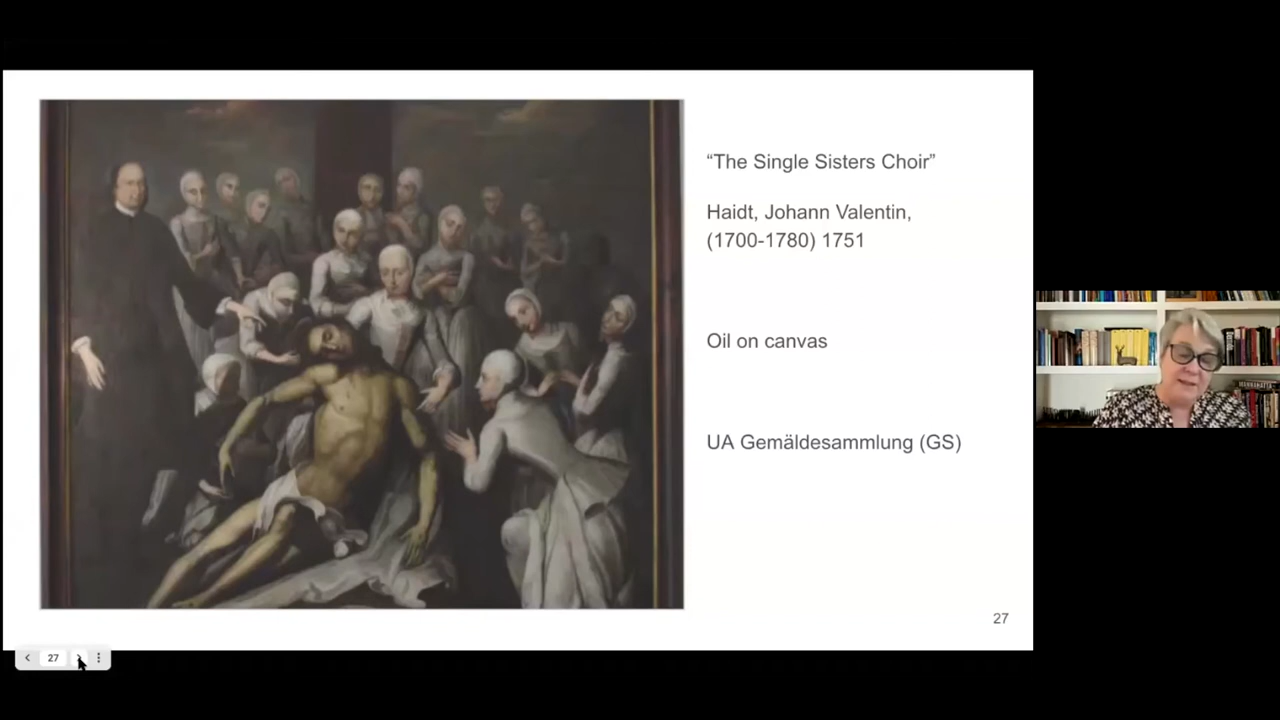 “The Single Sisters Choir”
Haidt, Johann Valentin,
(1700-1780) 1751
Oil on canvas
UA Gemäldesammlung (GS)
27
27